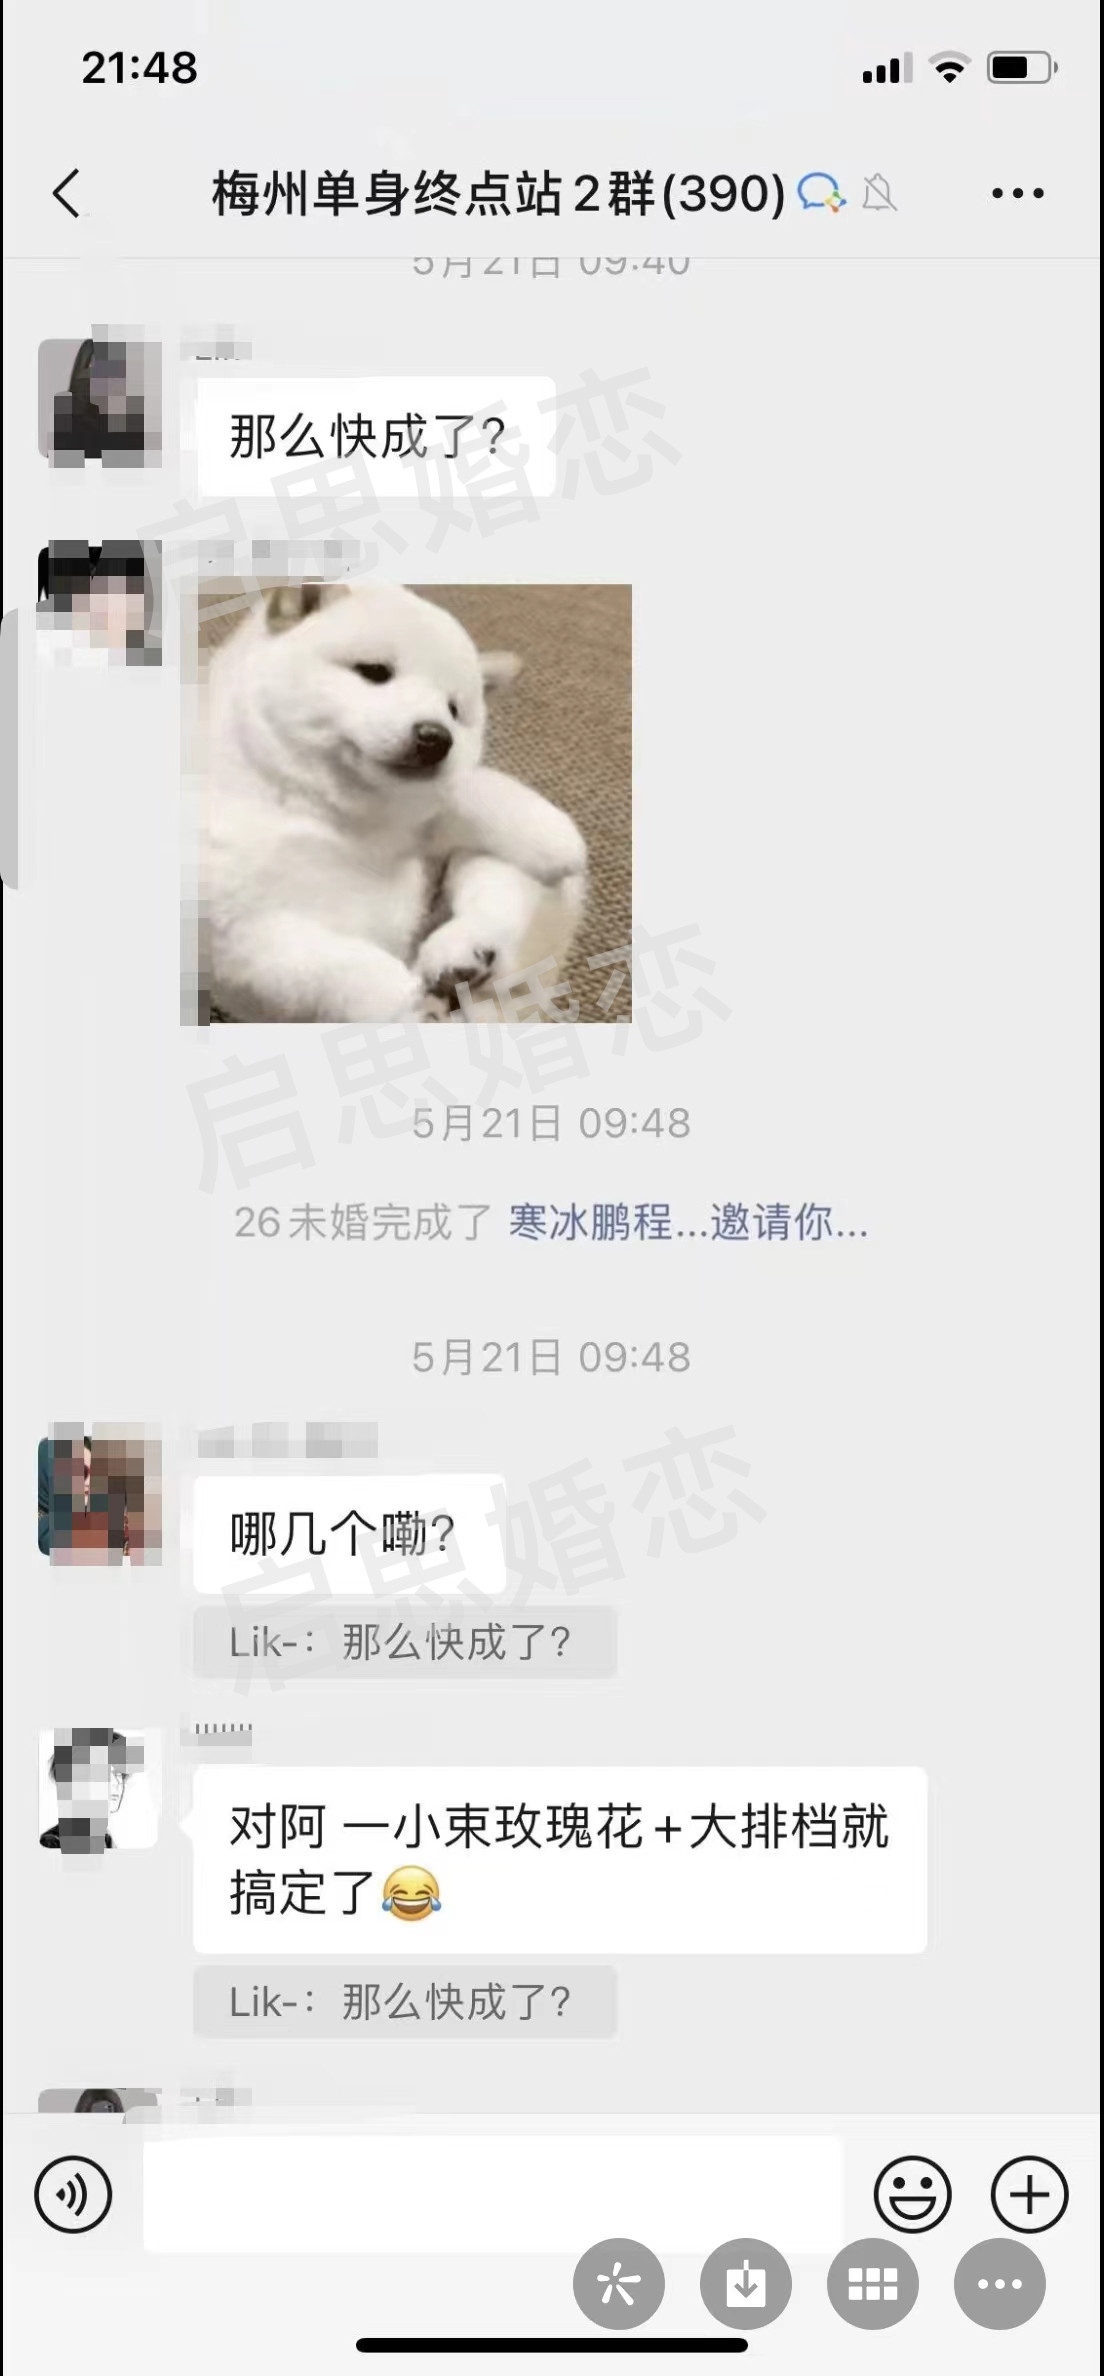 21:48
梅州单身终点站2群(390)
5月21日 09:40
那么快成了?
启思婚恋
启思婚恋
5月21日 09:48
26未婚完成了 寒冰鹏程...邀请你...
5月21日 09:48
哪几个嘞?
启思婚恋
Lik-：那么快成了?
对阿 一小束玫瑰花+大排档就
搞定了😂
Lik-：那么快成了?